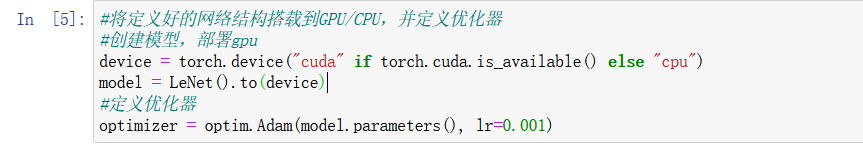 In [5]: #将定义好的网络结构搭载到GPU/CPU，并定义优化器
#创建模型，部署gpu
device = torch.device("cuda" if torch.cuda.is_available() else "cpu")
model = LeNet().to(device)
#定义优化器
optimizer = optim.Adam(model.parameters(), lr=0.001)